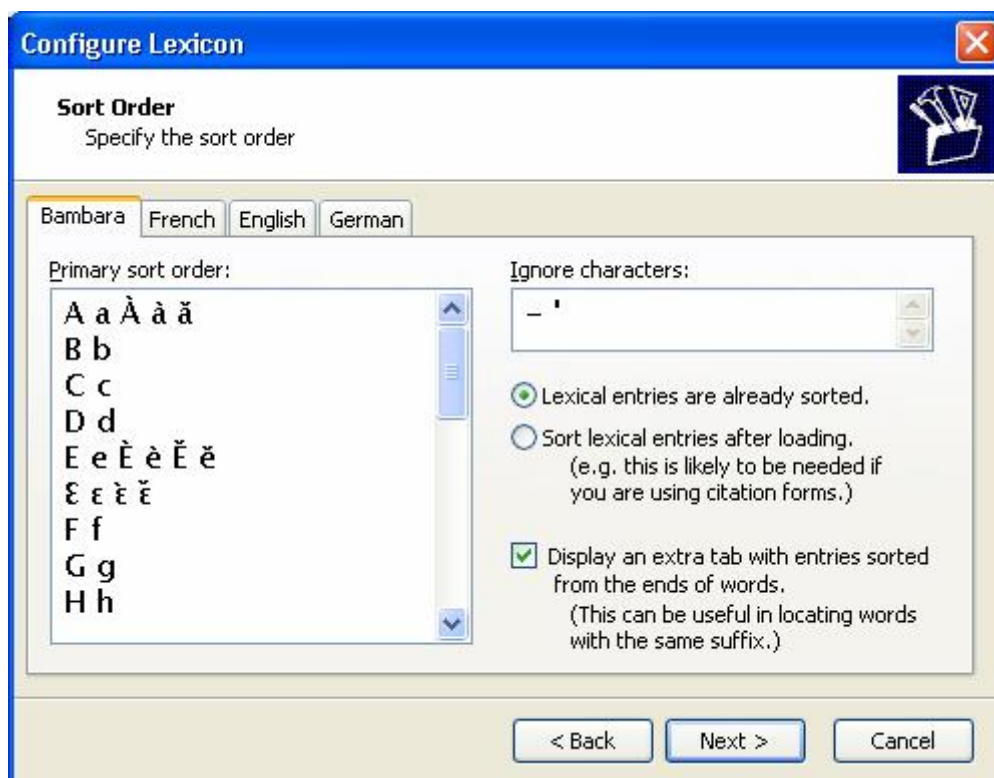 Configure Lexicon
Sort Order
Specify the sort order
Bambara French English German
Primary sort order:
A a À à ǎ
B b
C c
D d
E e È è Ě ě
Ɛ ɛ ɛ̀ ɛ̌
F f
G g
H h
Ignore characters:
– '
Lexical entries are already sorted.
Sort lexical entries after loading.
(e.g. this is likely to be needed if
you are using citation forms.)
Display an extra tab with entries sorted
from the ends of words.
(This can be useful in locating words
with the same suffix.)
< Back Next > Cancel